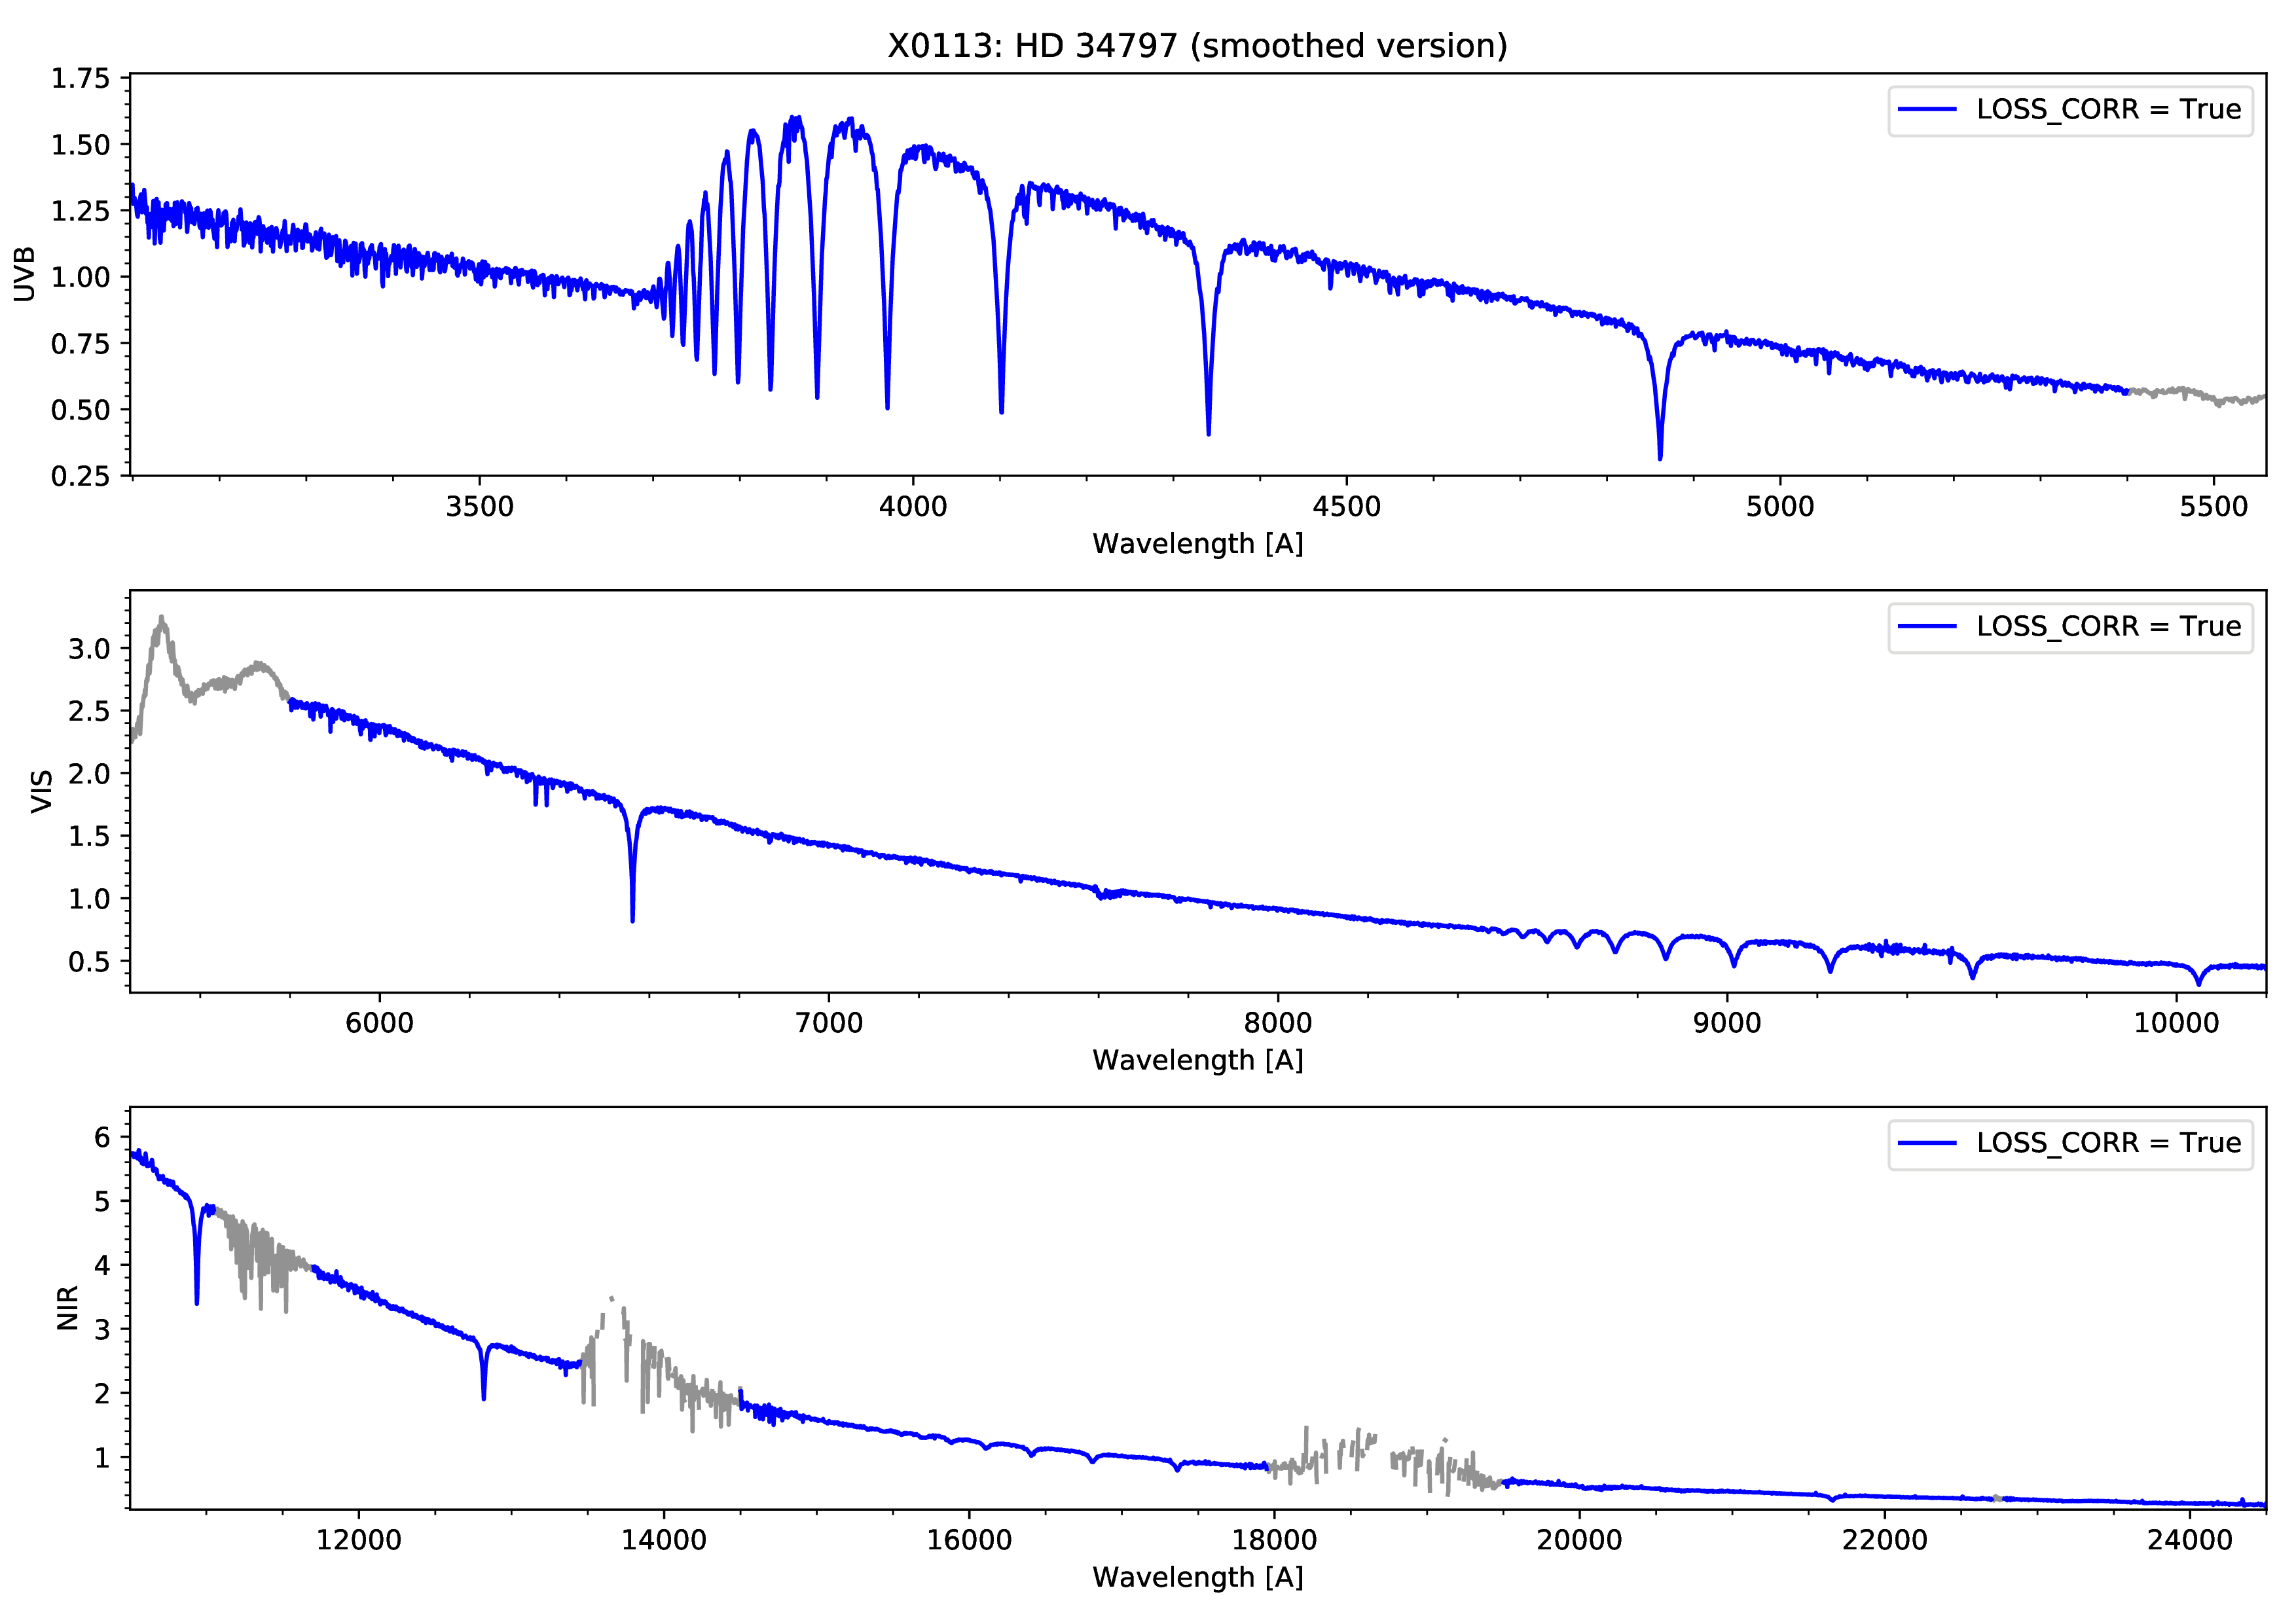 X0113: HD 34797 (smoothed version)
LOSS_CORR = True
UVB
1.75
1.50
1.25
1.00
0.75
0.50
0.25
3500 4000 4500 5000 5500
Wavelength [A]
LOSS_CORR = True
VIS
3.0
2.5
2.0
1.5
1.0
0.5
6000 7000 8000 9000 10000
Wavelength [A]
LOSS_CORR = True
NIR
6
5
4
3
2
1
12000 14000 16000 18000 20000 22000 24000
Wavelength [A]